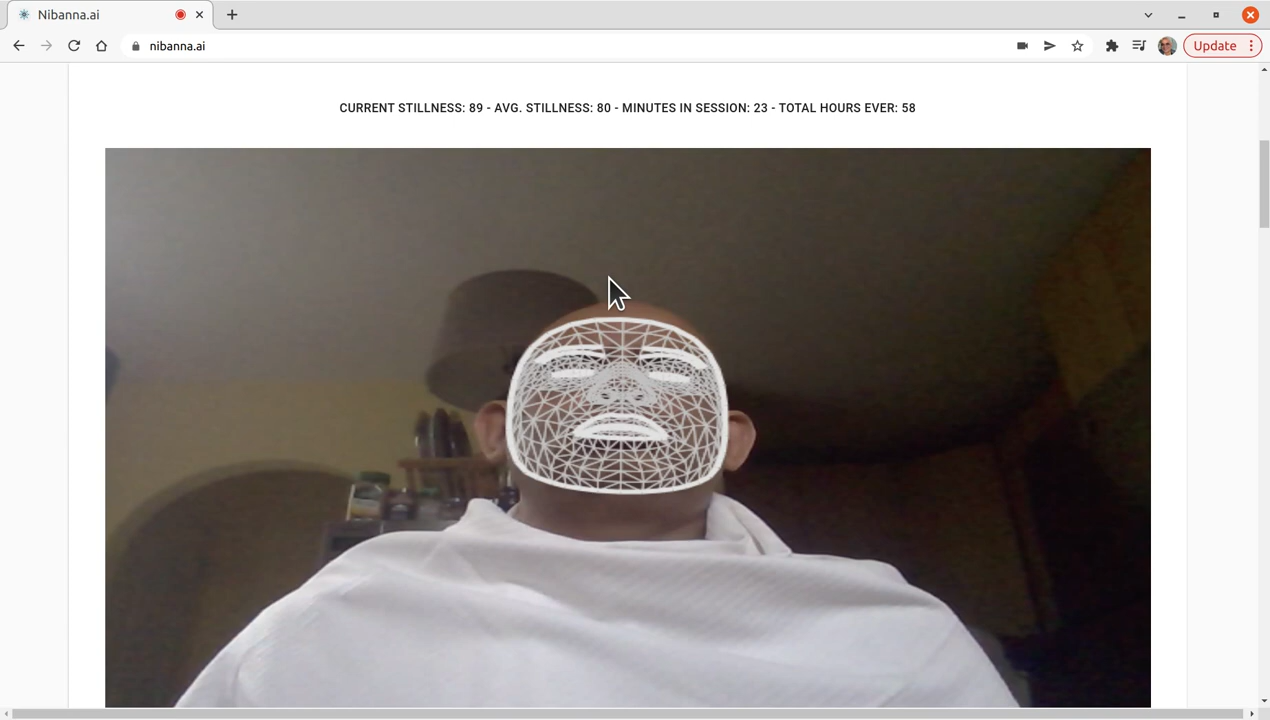 Nibanna.ai
nibanna.ai
Update
CURRENT STILLNESS: 89 - AVG. STILLNESS: 80 - MINUTES IN SESSION: 23 - TOTAL HOURS EVER: 58